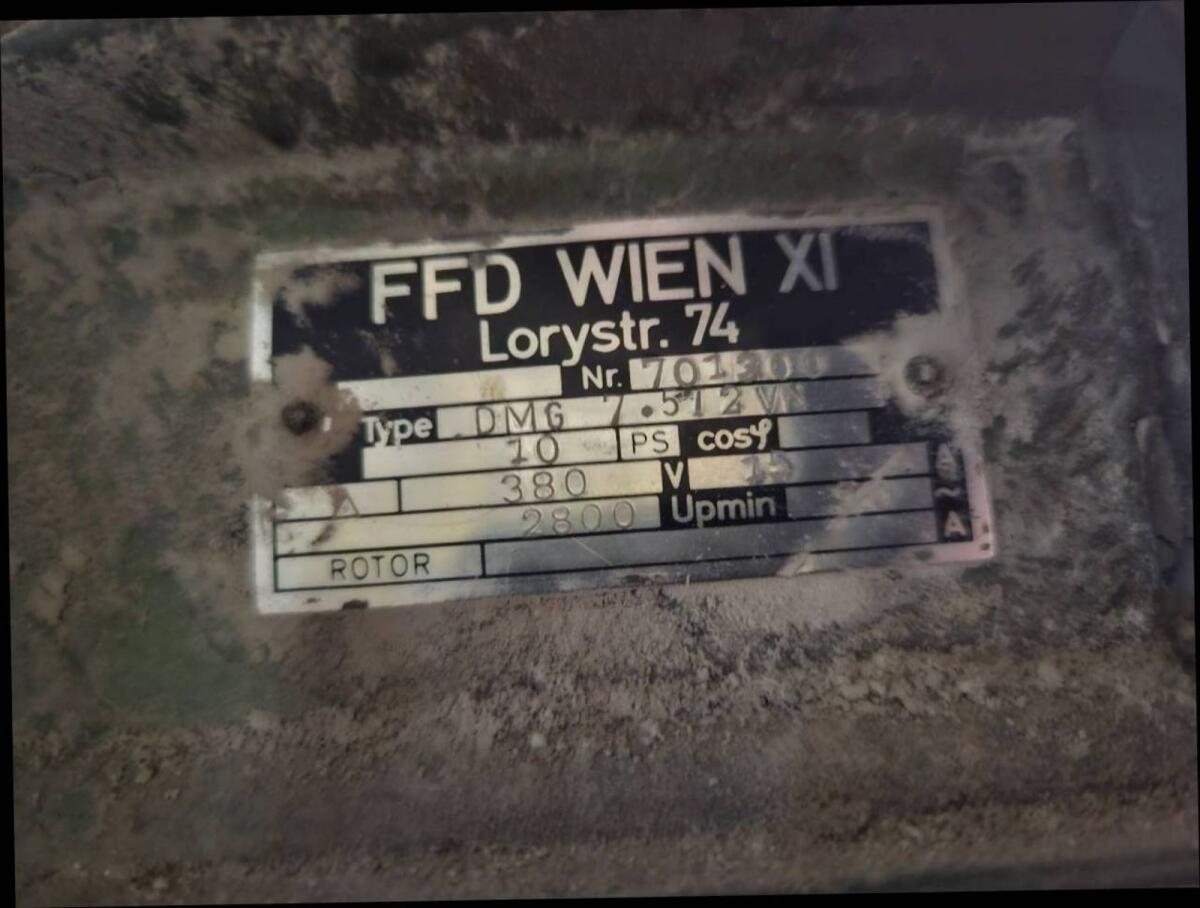 FFD WIEN XI
Lorystr. 74
Nr. 701300
Type DMG 7.512 VN
10 PS cosφ
380 V 15
2800 Upmin
A
ROTOR